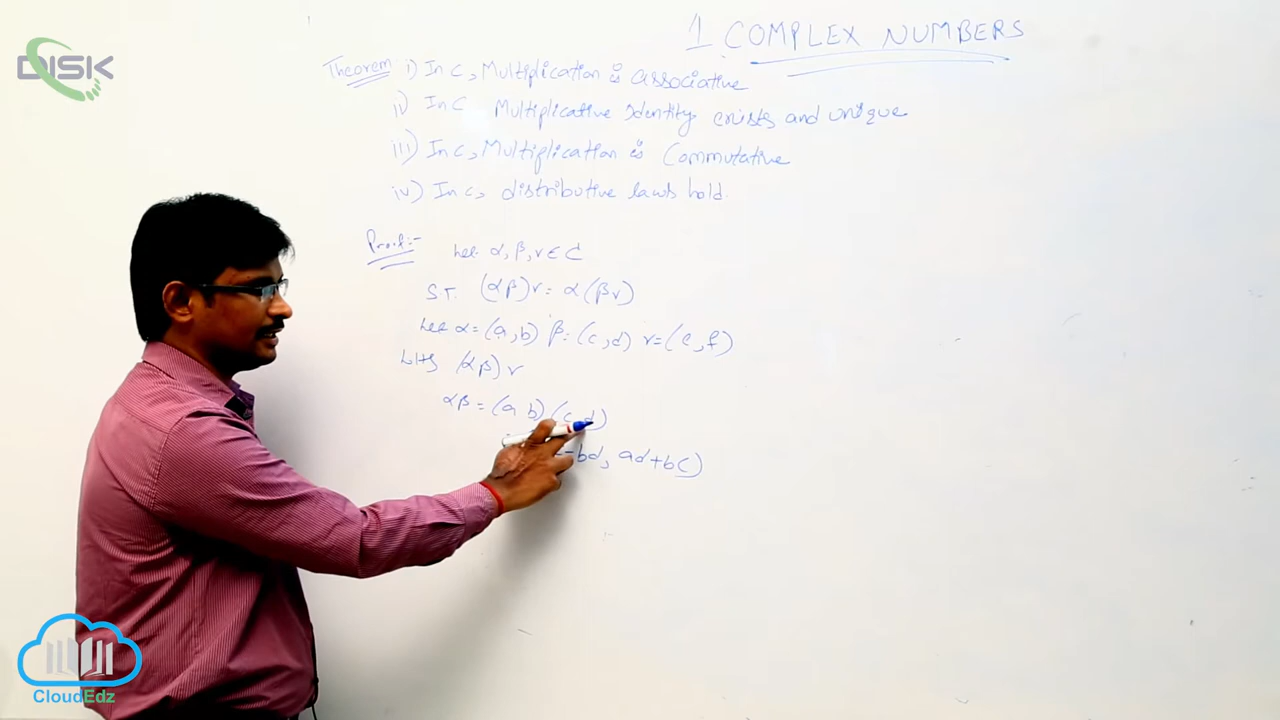 DISK
1 COMPLEX NUMBERS
Theorem i) In C, Multiplication is associative
ii) In C Multiplicative Identity exists and unique
iii) In C, Multiplication is Commutative
iv) In C, distributive laws hold.
Proof:- Let α, β, γ ∈ C
S.T. (αβ)γ = α(βγ)
Let α = (a, b) β = (c, d) γ = (e, f)
LHS (αβ)γ
αβ = (a b) (c d)
-bd, ad+bc)
CloudEdz